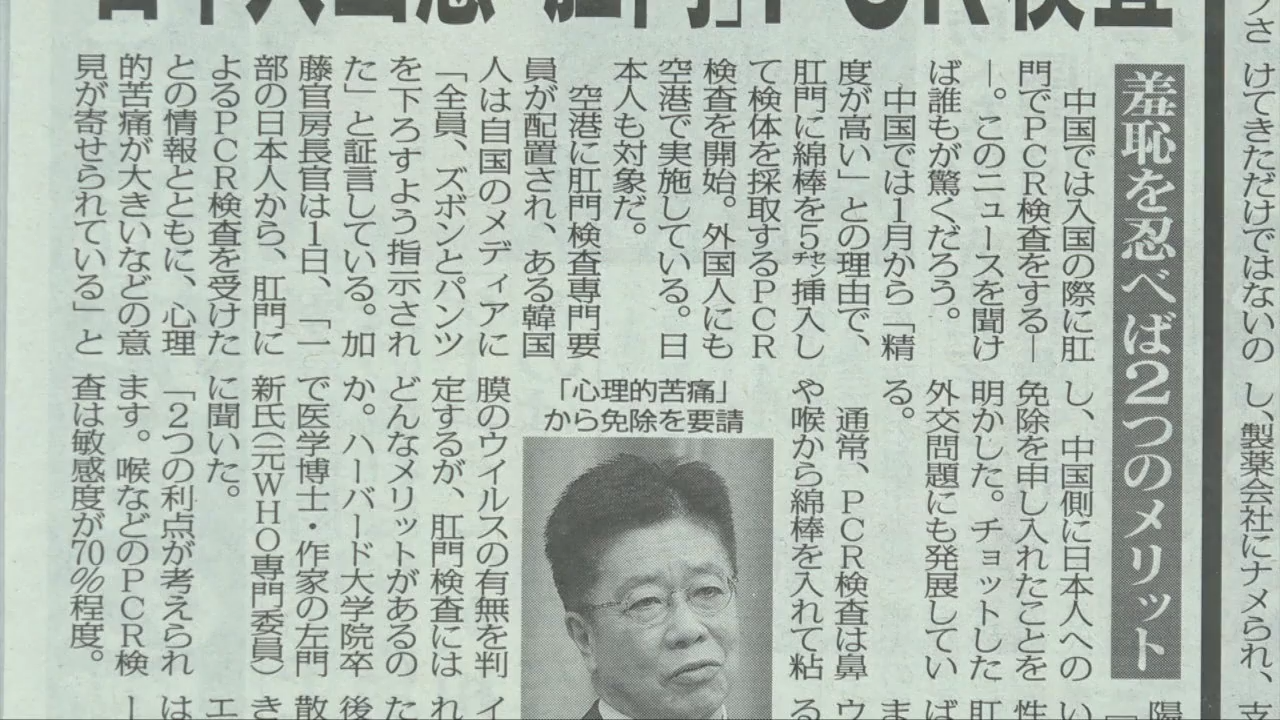 「肛門」PCR検査
羞恥を忍べば2つのメリット
中国では入国の際に肛
門でPCR検査をする―
―。このニュースを聞け
ば誰もが驚くだろう。
中国では1月から「精
度が高い」との理由で、
肛門に綿棒を5㌢挿入し
て検体を採取するPCR
検査を開始。外国人にも
空港で実施している。日
本人も対象だ。
空港に肛門検査専門要
員が配置され、ある韓国
人は自国のメディアに
「全員、ズボンとパンツ
を下ろすよう指示され
た」と証言している。加
藤官房長官は1日、「一
部の日本人から、肛門に
よるPCR検査を受けた
との情報とともに、心理
的苦痛が大きいなどの意
見が寄せられている」と
し、中国側に日本人への
免除を申し入れたことを
明かした。チョットした
外交問題にも発展してい
る。
通常、PCR検査は鼻
や喉から綿棒を入れて粘
「心理的苦痛」
から免除を要請
膜のウイルスの有無を判
定するが、肛門検査には
どんなメリットがあるの
か。ハーバード大学院卒
で医学博士・作家の左門
新氏(元WHO専門委員)
に聞いた。
「2つの利点が考えられ
ます。喉などのPCR検
査は敏感度が70%程度。
けてきただけではないの
し、製薬会社にナメられ、